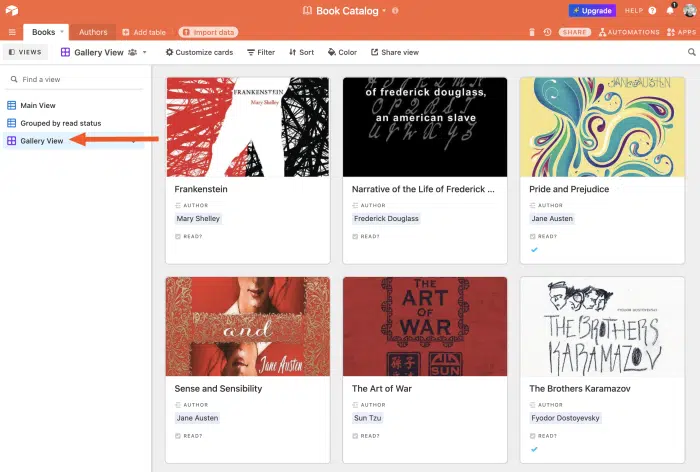 Book Catalog
Upgrade
HELP
1
Books
Authors
Add table
Import data
SHARE
AUTOMATIONS
APPS
VIEWS
Gallery View
Customize cards
Filter
Sort
Color
Share view
Find a view
Main View
Grouped by read status
Gallery View
FRANKENSTEIN
Mary Shelley
Frankenstein
AUTHOR
Mary Shelley
READ?
of frederick douglass,
an american slave
Narrative of the Life of Frederick ...
AUTHOR
Frederick Douglass
READ?
JANE AUSTEN
Pride and Prejudice
AUTHOR
Jane Austen
READ?
and
Jane Austen
Sense and Sensibility
AUTHOR
Jane Austen
READ?
THE
ART OF
WAR
孫子
SUN
The Art of War
AUTHOR
Sun Tzu
READ?
FYODOR DOSTOYEVSKY
THE BROTHERS
KARAMAZOV
The Brothers Karamazov
AUTHOR
Fyodor Dostoyevsky
READ?